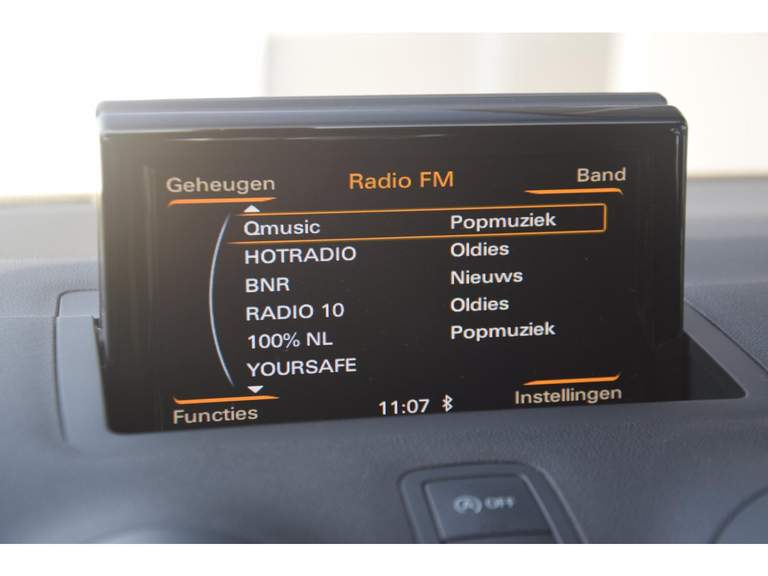 Geheugen Radio FM Band
Qmusic Popmuziek
HOTRADIO Oldies
BNR Nieuws
RADIO 10 Oldies
100% NL Popmuziek
YOURSAFE
Functies 11:07 Instellingen
A OFF